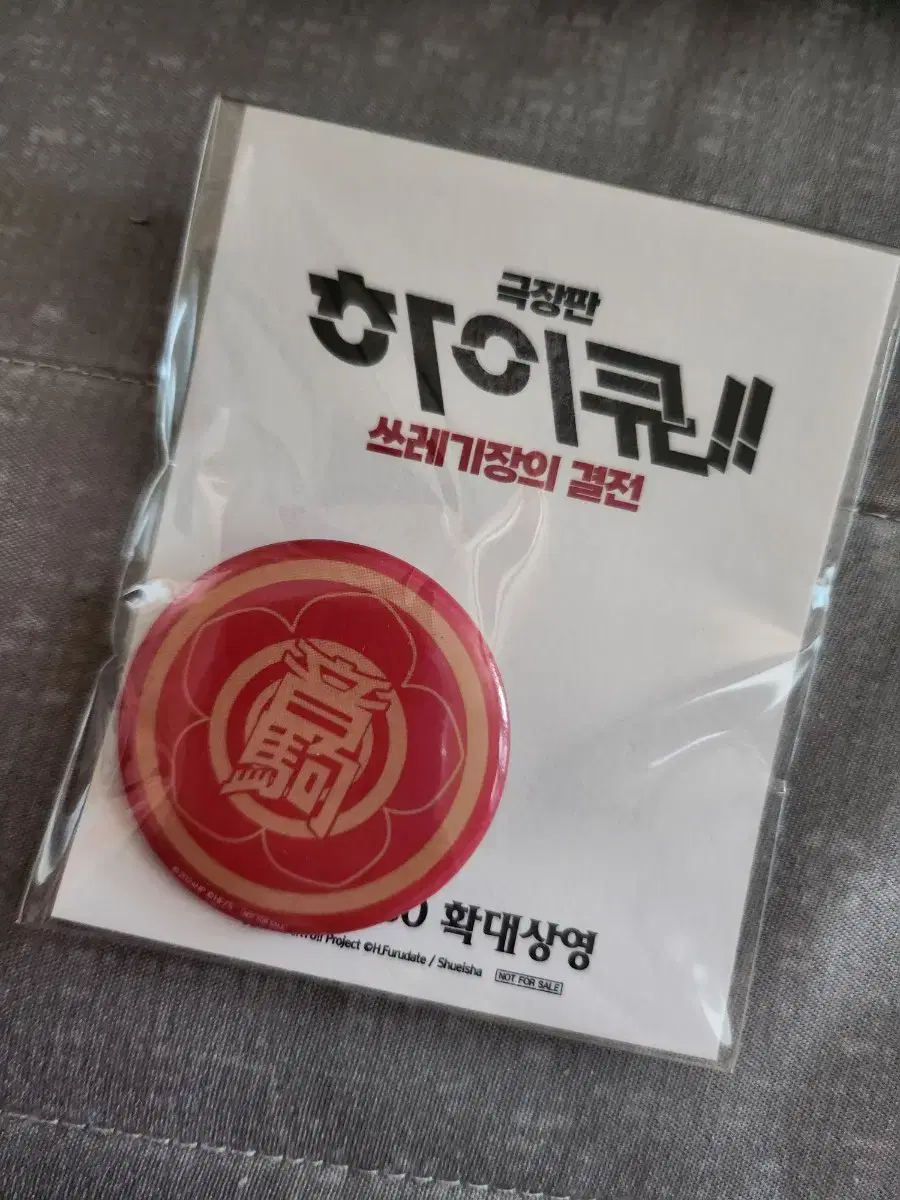 극장판
하이큐!!
쓰레기장의 결전
音駒
확대상영
Project ©H.Furudate / Shueisha
NOT FOR SALE